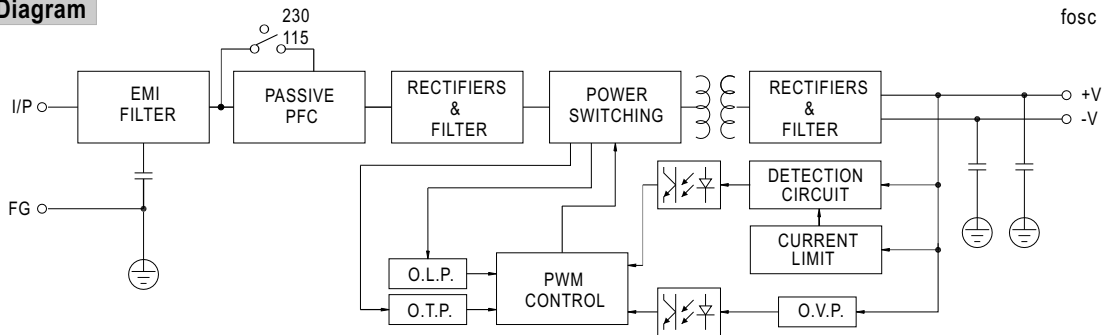 Diagram
fosc
230
115
I/P
EMI
FILTER
PASSIVE
PFC
RECTIFIERS
&
FILTER
POWER
SWITCHING
RECTIFIERS
&
FILTER
+V
-V
FG
DETECTION
CIRCUIT
CURRENT
LIMIT
O.L.P.
O.T.P.
PWM
CONTROL
O.V.P.